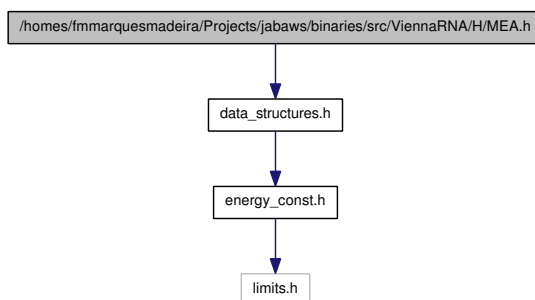 /homes/fmmarquesmadeira/Projects/jabaws/binaries/src/ViennaRNA/H/MEA.h
data_structures.h
energy_const.h
limits.h